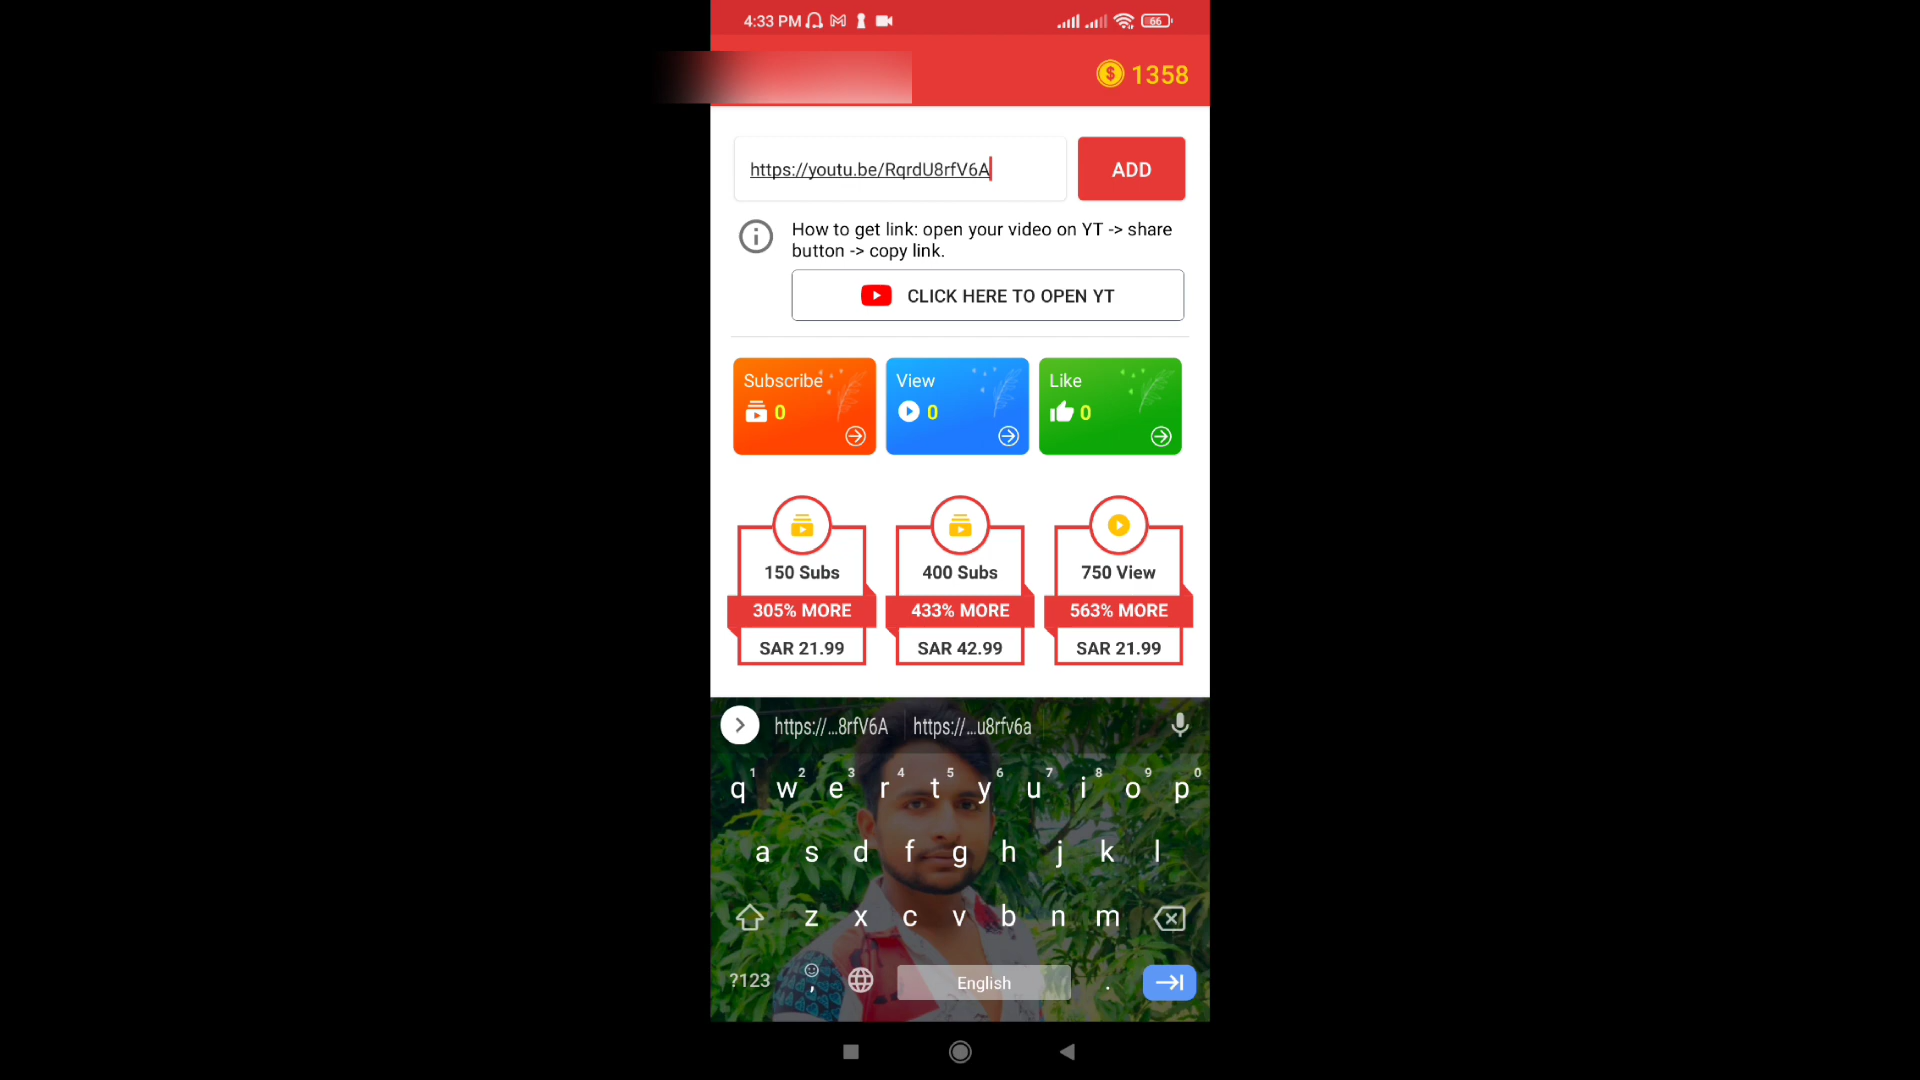 4:33 PM
66
1358
https://youtu.be/RqrdU8rfV6A
ADD
How to get link: open your video on YT -> share
button -> copy link.
CLICK HERE TO OPEN YT
Subscribe
0
View
0
Like
0
150 Subs
305% MORE
SAR 21.99
400 Subs
433% MORE
SAR 42.99
750 View
563% MORE
SAR 21.99
https://...8rfV6A
https://...u8rfv6a
1 2 3 4 5 6 7 8 9 0
q w e r t y u i o p
a s d f g h j k l
z x c v b n m
?123 , English .